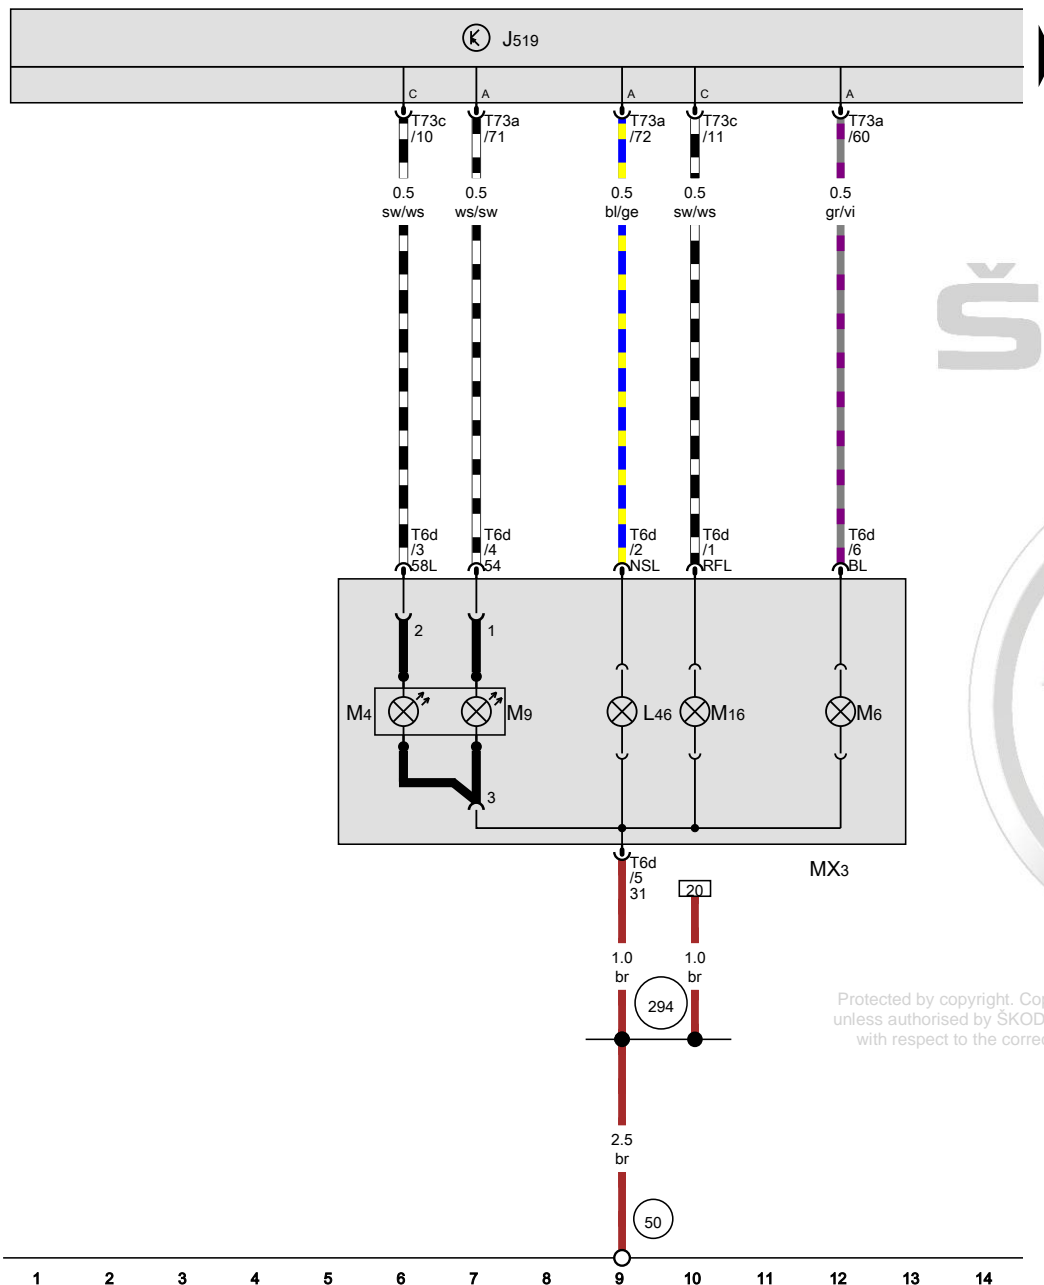 J519
C A A C A
T73c /10
T73a /71
T73a /72
T73c /11
T73a /60
0.5 sw/ws
0.5 ws/sw
0.5 bl/ge
0.5 sw/ws
0.5 gr/vi
Š
T6d /3 58L
T6d /4 54
T6d /2 NSL
T6d /1 RFL
T6d /6 BL
2 1
M4 M9 L46 M16 M6
3
MX3
T6d /5 31
20
1.0 br
1.0 br
294
Protected by copyright.
unless authorised by
with respect to the
2.5 br
50
1 2 3 4 5 6 7 8 9 10 11 12 13 14